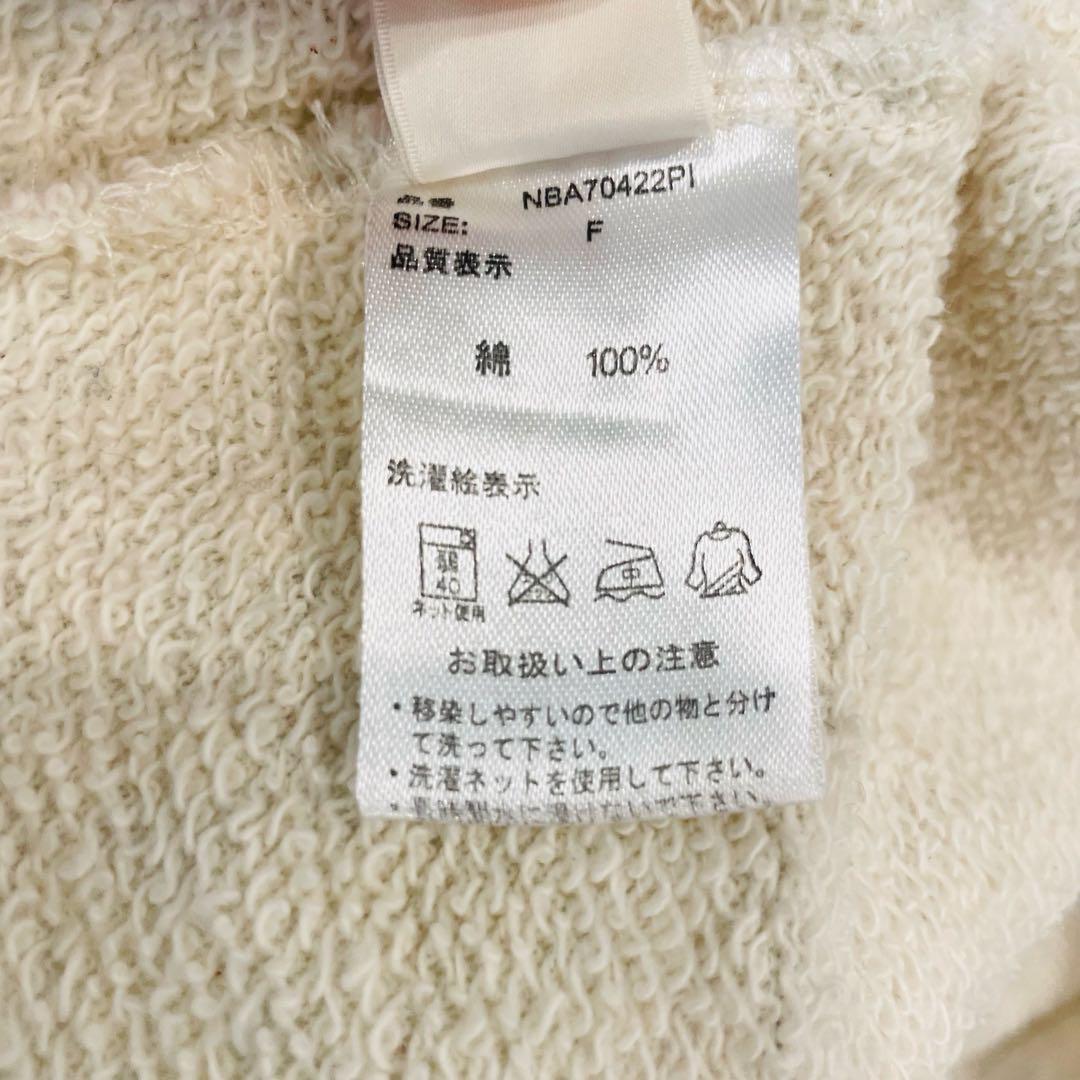 品番 NBA70422PI
SIZE: F
品質表示
綿 100%
洗濯絵表示
弱
40
中
ネット使用
お取扱い上の注意
・移染しやすいので他の物と分け
て洗って下さい。
・洗濯ネットを使用して下さい。